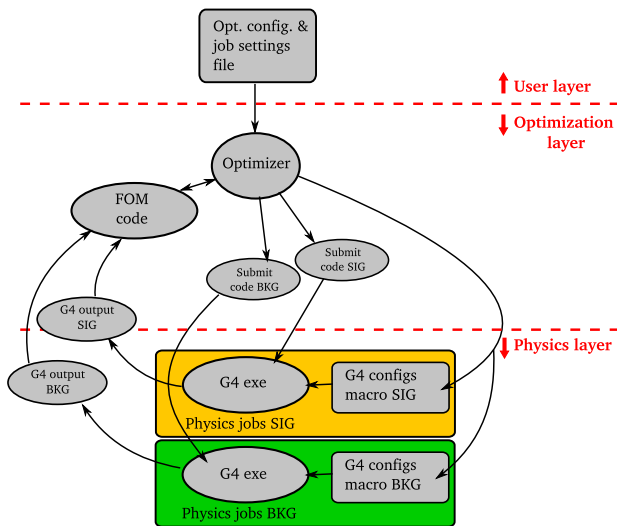 Opt. config. &
job settings
file
User layer
Optimization
layer
Optimizer
FOM
code
Submit
code SIG
Submit
code BKG
G4 output
SIG
Physics layer
G4 output
BKG
G4 exe
G4 configs
macro SIG
Physics jobs SIG
G4 exe
G4 configs
macro BKG
Physics jobs BKG